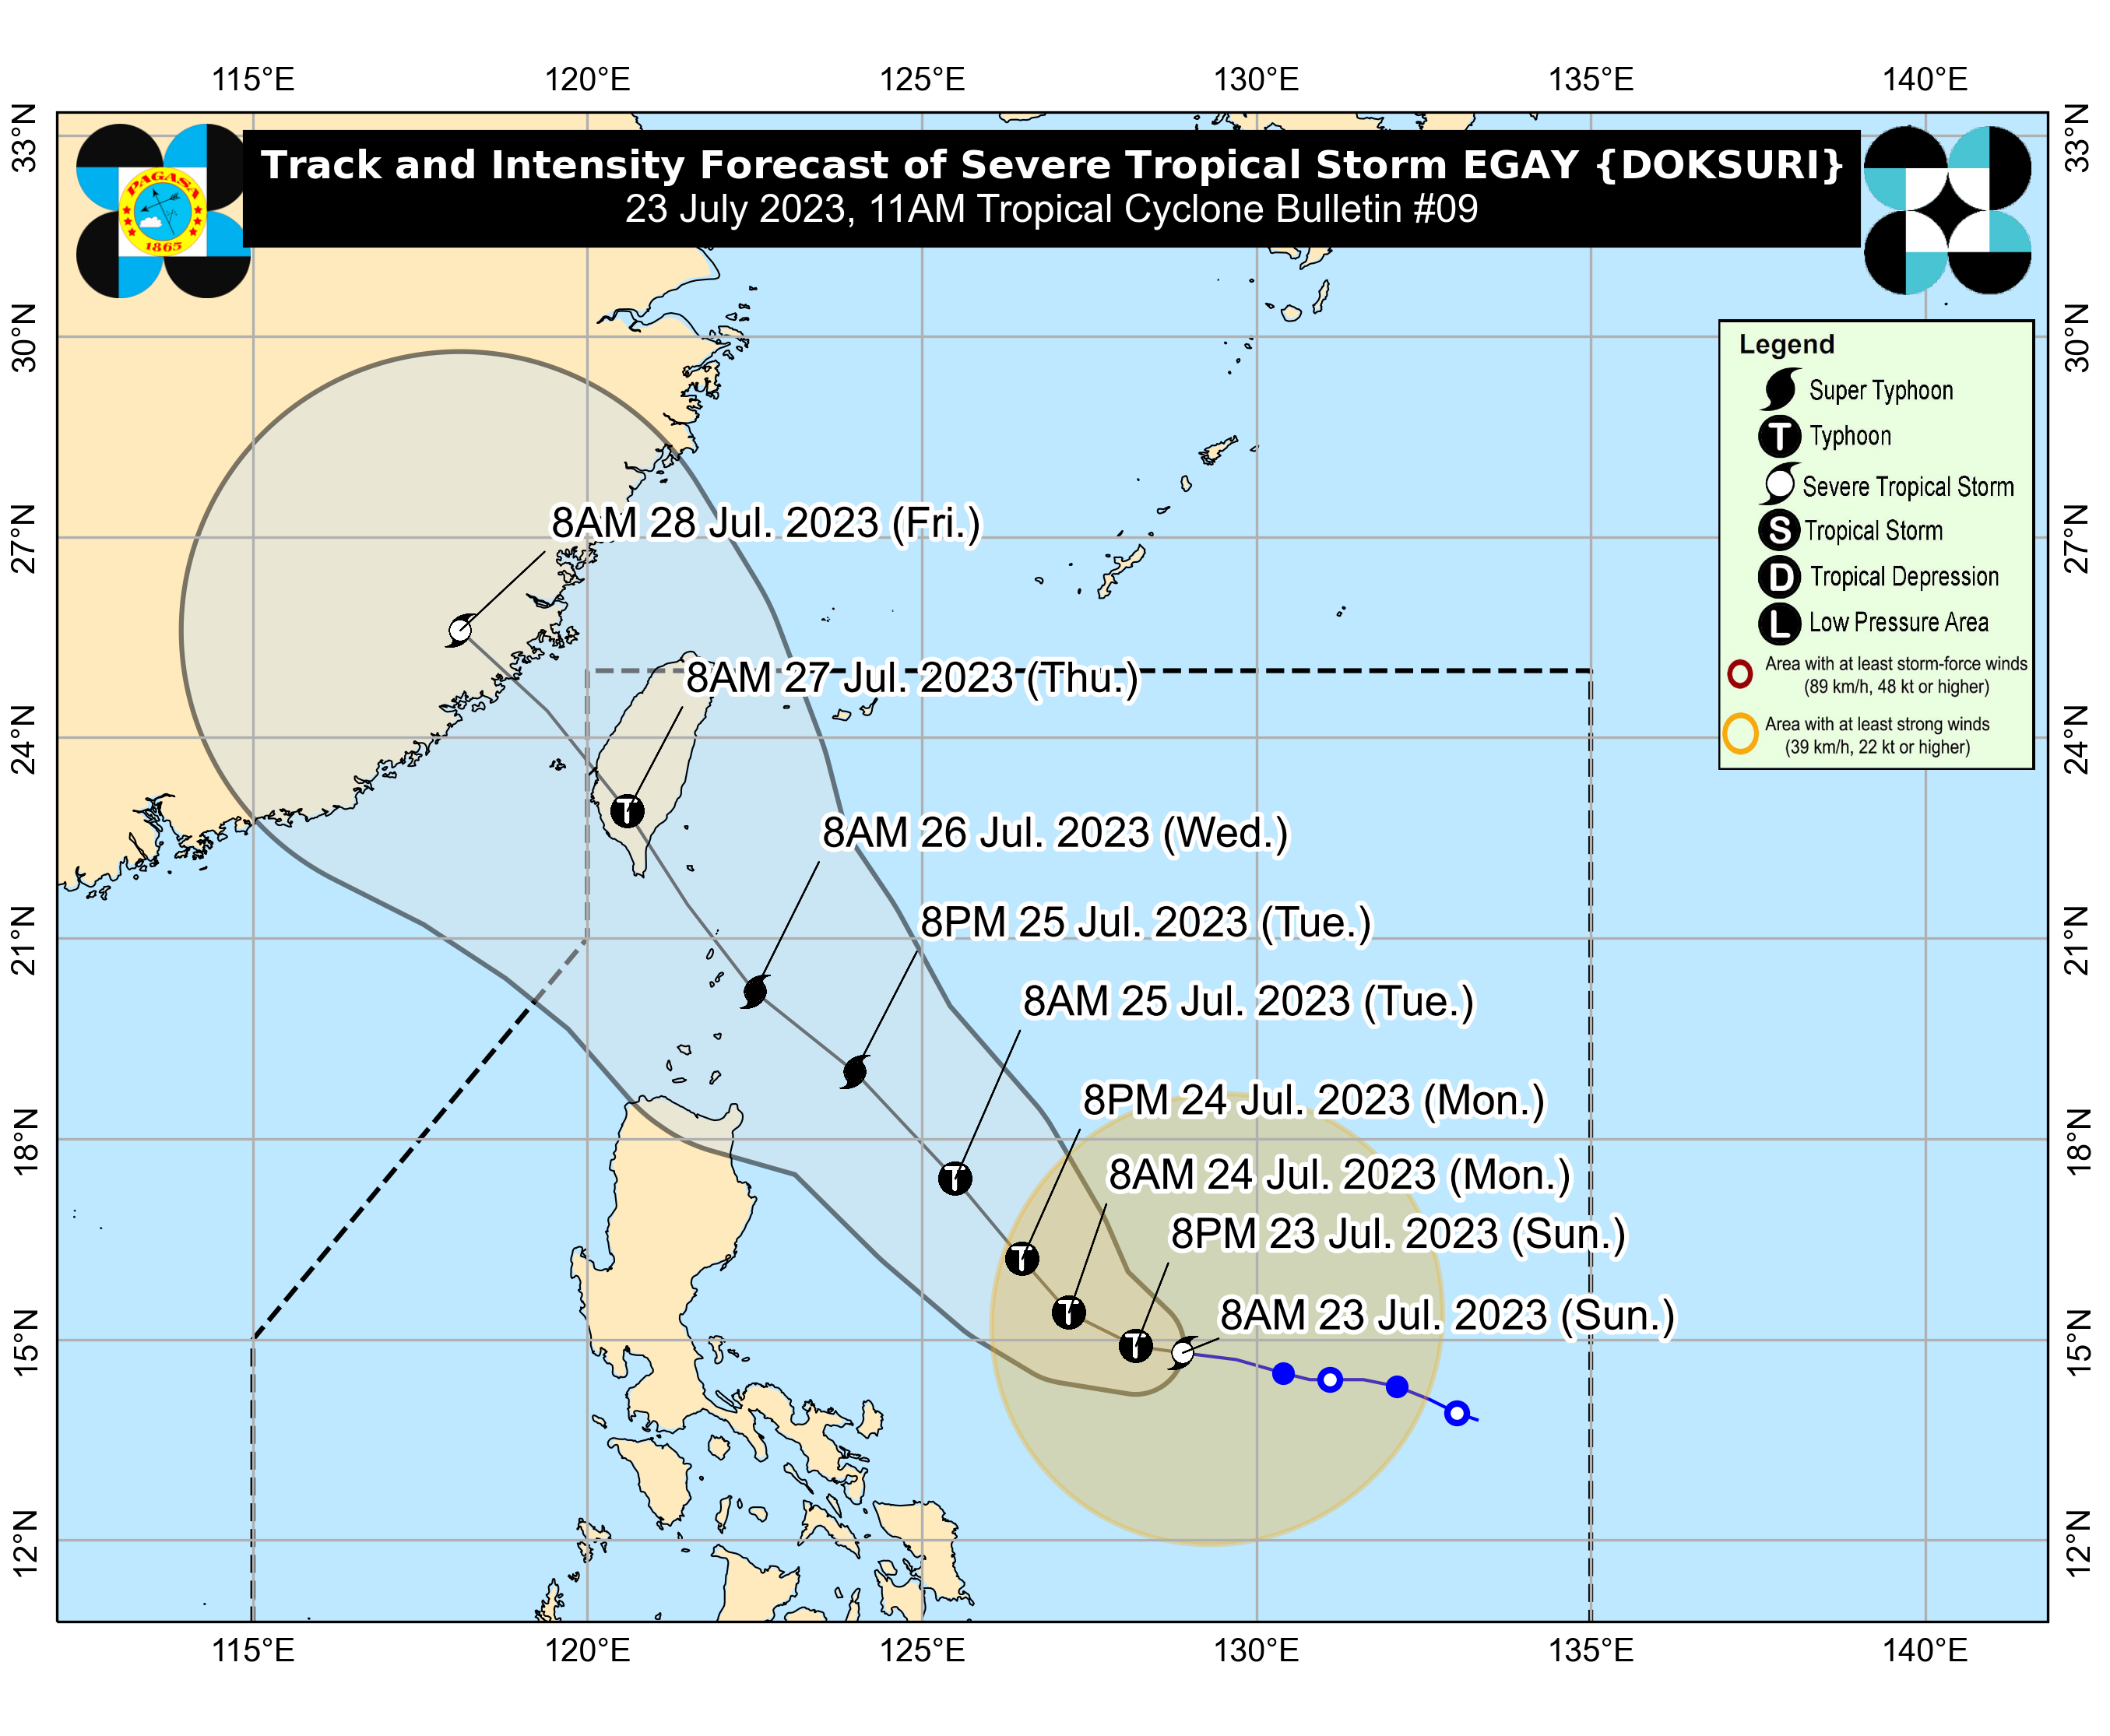 115°E 120°E 125°E 130°E 135°E 140°E
33°N 33°N
PAGASA
1865
Track and Intensity Forecast of Severe Tropical Storm EGAY {DOKSURI}
23 July 2023, 11AM Tropical Cyclone Bulletin #09
30°N 30°N
Legend
Super Typhoon
T Typhoon
Severe Tropical Storm
S Tropical Storm
D Tropical Depression
L Low Pressure Area
Area with at least storm-force winds
(89 km/h, 48 kt or higher)
Area with at least strong winds
(39 km/h, 22 kt or higher)
27°N 27°N
8AM 28 Jul. 2023 (Fri.)
8AM 27 Jul. 2023 (Thu.)
24°N 24°N
T
8AM 26 Jul. 2023 (Wed.)
8PM 25 Jul. 2023 (Tue.)
21°N 21°N
8AM 25 Jul. 2023 (Tue.)
8PM 24 Jul. 2023 (Mon.)
18°N 18°N
T
8AM 24 Jul. 2023 (Mon.)
8PM 23 Jul. 2023 (Sun.)
T
T
8AM 23 Jul. 2023 (Sun.)
15°N 15°N
T
12°N 12°N
115°E 120°E 125°E 130°E 135°E 140°E